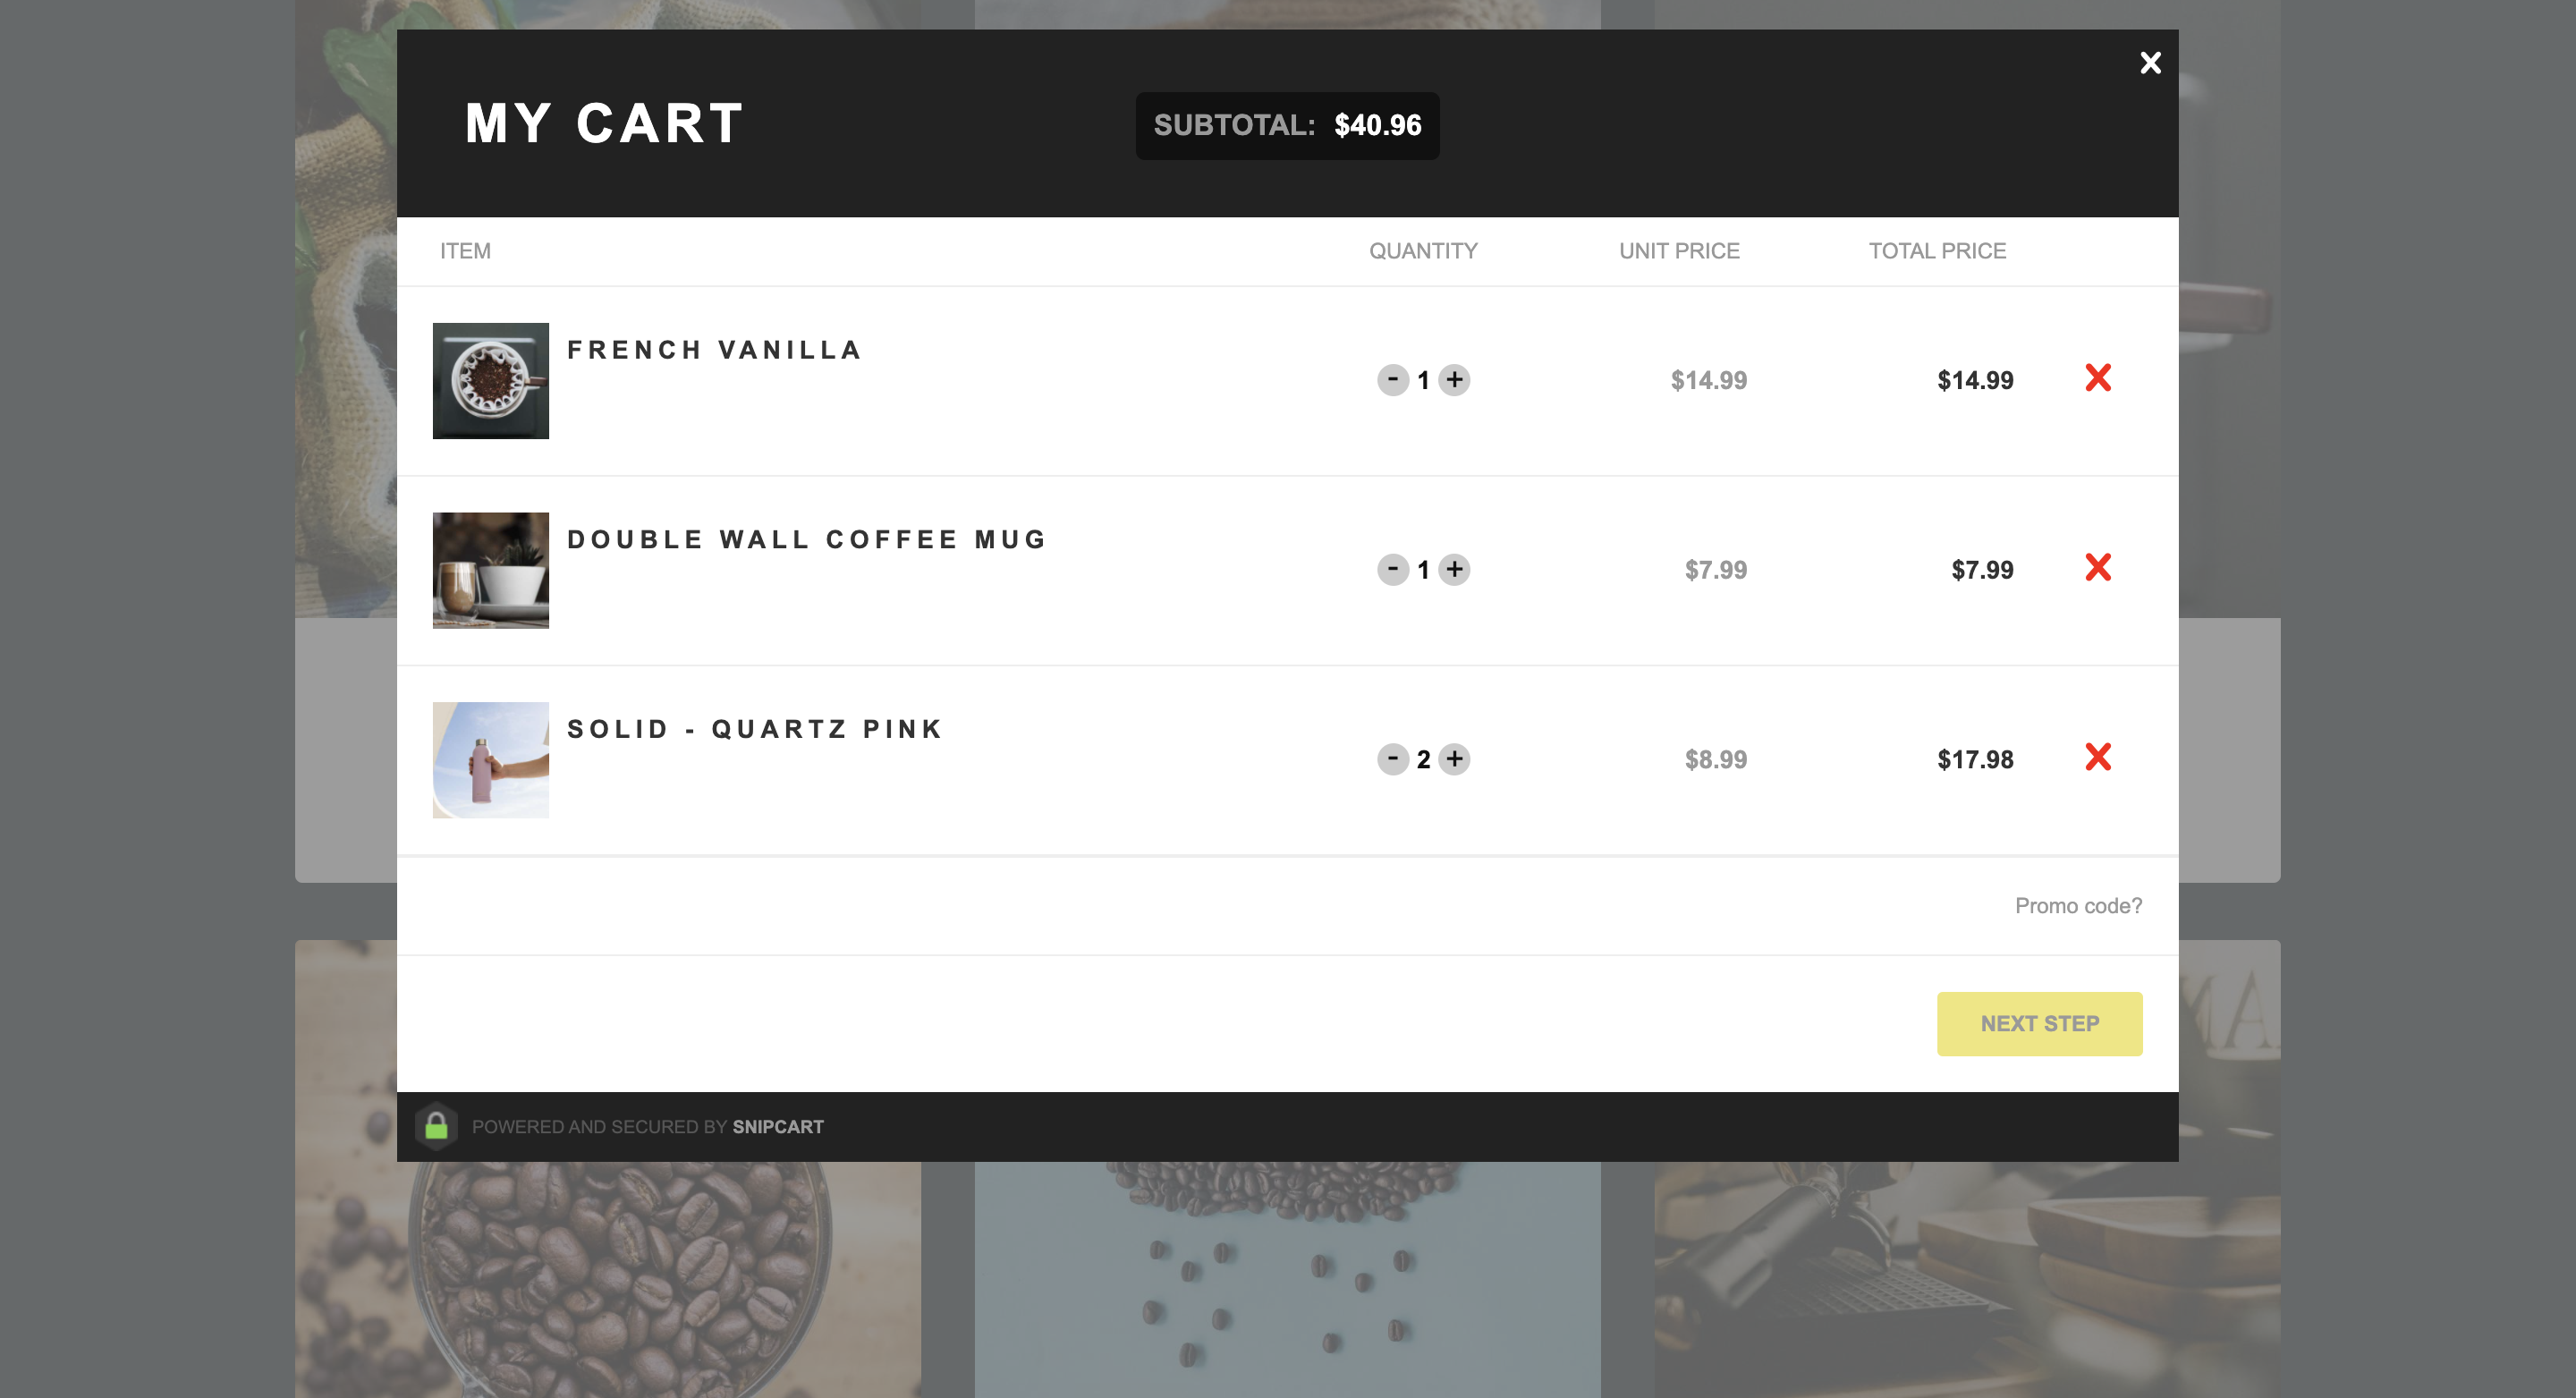 MY CART
SUBTOTAL: $40.96
X
ITEM QUANTITY UNIT PRICE TOTAL PRICE
FRENCH VANILLA
- 1 + $14.99 $14.99 X
DOUBLE WALL COFFEE MUG
- 1 + $7.99 $7.99 X
SOLID - QUARTZ PINK
- 2 + $8.99 $17.98 X
Promo code?
NEXT STEP
MA
POWERED AND SECURED BY SNIPCART